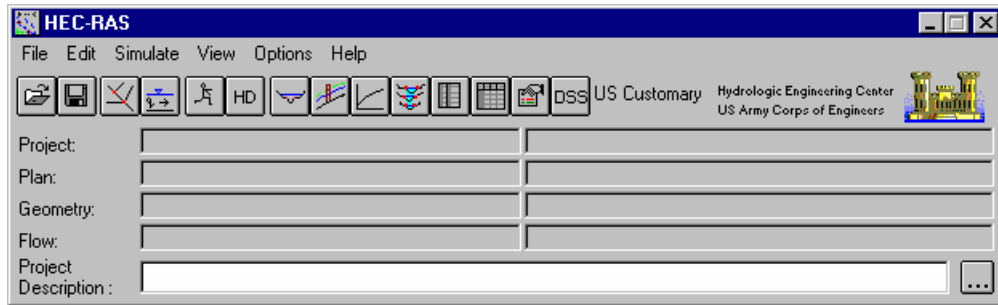 HEC-RAS
File Edit Simulate View Options Help
HD DSS US Customary Hydrologic Engineering Center
US Army Corps of Engineers
Project:
Plan:
Geometry:
Flow:
Project
Description :
...